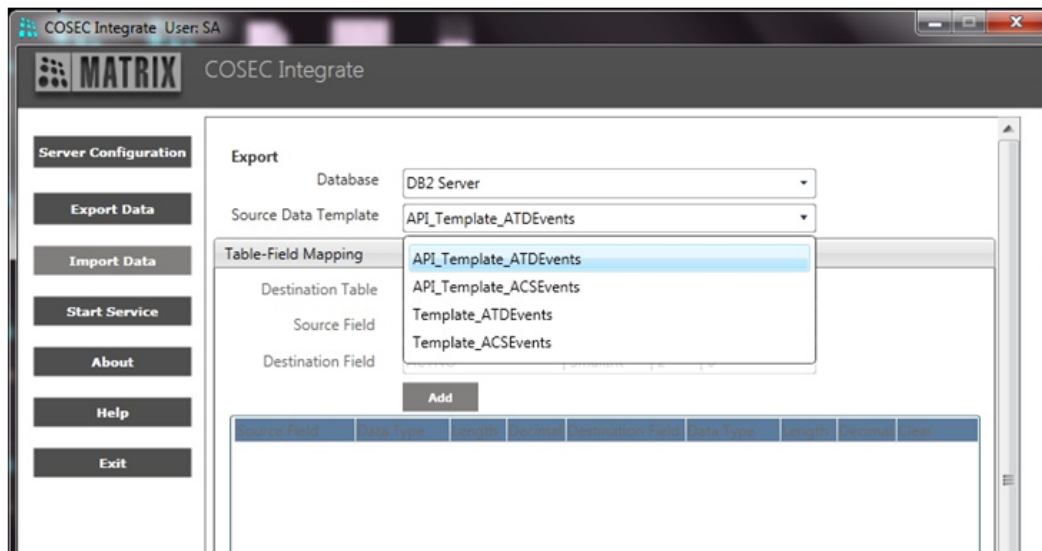 COSEC Integrate User: SA
MATRIX COSEC Integrate
Server Configuration
Export Data
Import Data
Start Service
About
Help
Exit
Export
Database DB2 Server
Source Data Template API_Template_ATDEvents
API_Template_ATDEvents
API_Template_ACSEvents
Template_ATDEvents
Template_ACSEvents
Table-Field Mapping
Destination Table
Source Field
Destination Field
Add
Source Field Data Type Length Decimal Destination Field Data Type Length Decimal Clear